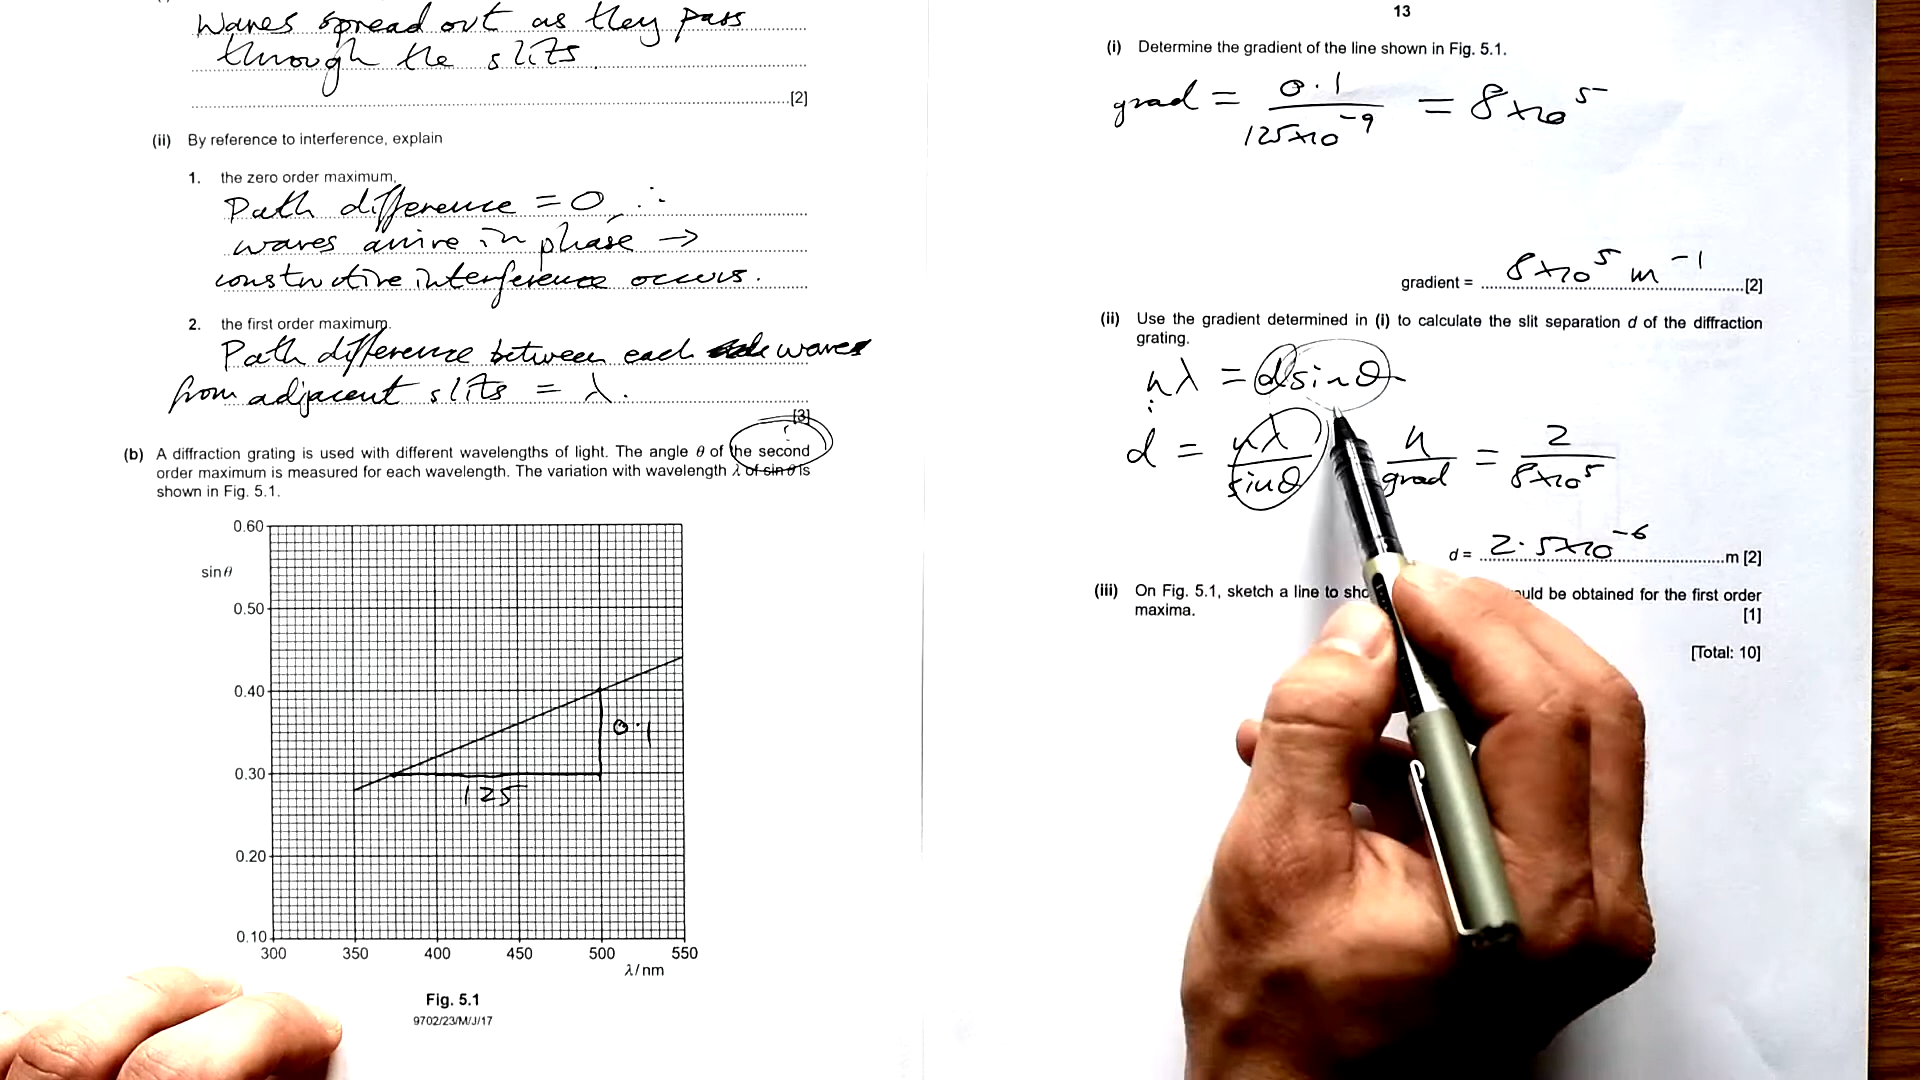 Waves spread out as they pass
through the slits.
[2]
(ii) By reference to interference, explain
1. the zero order maximum,
Path difference = 0, ∴
waves arrive in phase →
constructive interference occurs.
2. the first order maximum.
Path difference between each waves
from adjacent slits = λ.
[3]
(b) A diffraction grating is used with different wavelengths of light. The angle θ of the second
order maximum is measured for each wavelength. The variation with wavelength λ of sin θ is
shown in Fig. 5.1.
0.60
sin θ
0.50
0.40
0.1
0.30
125
0.20
0.10
300 350 400 450 500 550
λ/nm
Fig. 5.1
9702/23/M/J/17
13
(i) Determine the gradient of the line shown in Fig. 5.1.
grad = 0.1 / 125×10⁻⁹ = 8×10⁵
gradient = 8×10⁵ m⁻¹ [2]
(ii) Use the gradient determined in (i) to calculate the slit separation d of the diffraction
grating.
nλ = dsinθ
d = nλ / sinθ n / grad = 2 / 8×10⁵
d = 2.5×10⁻⁶ m [2]
(iii) On Fig. 5.1, sketch a line to be obtained for the first order
maxima. [1]
[Total: 10]